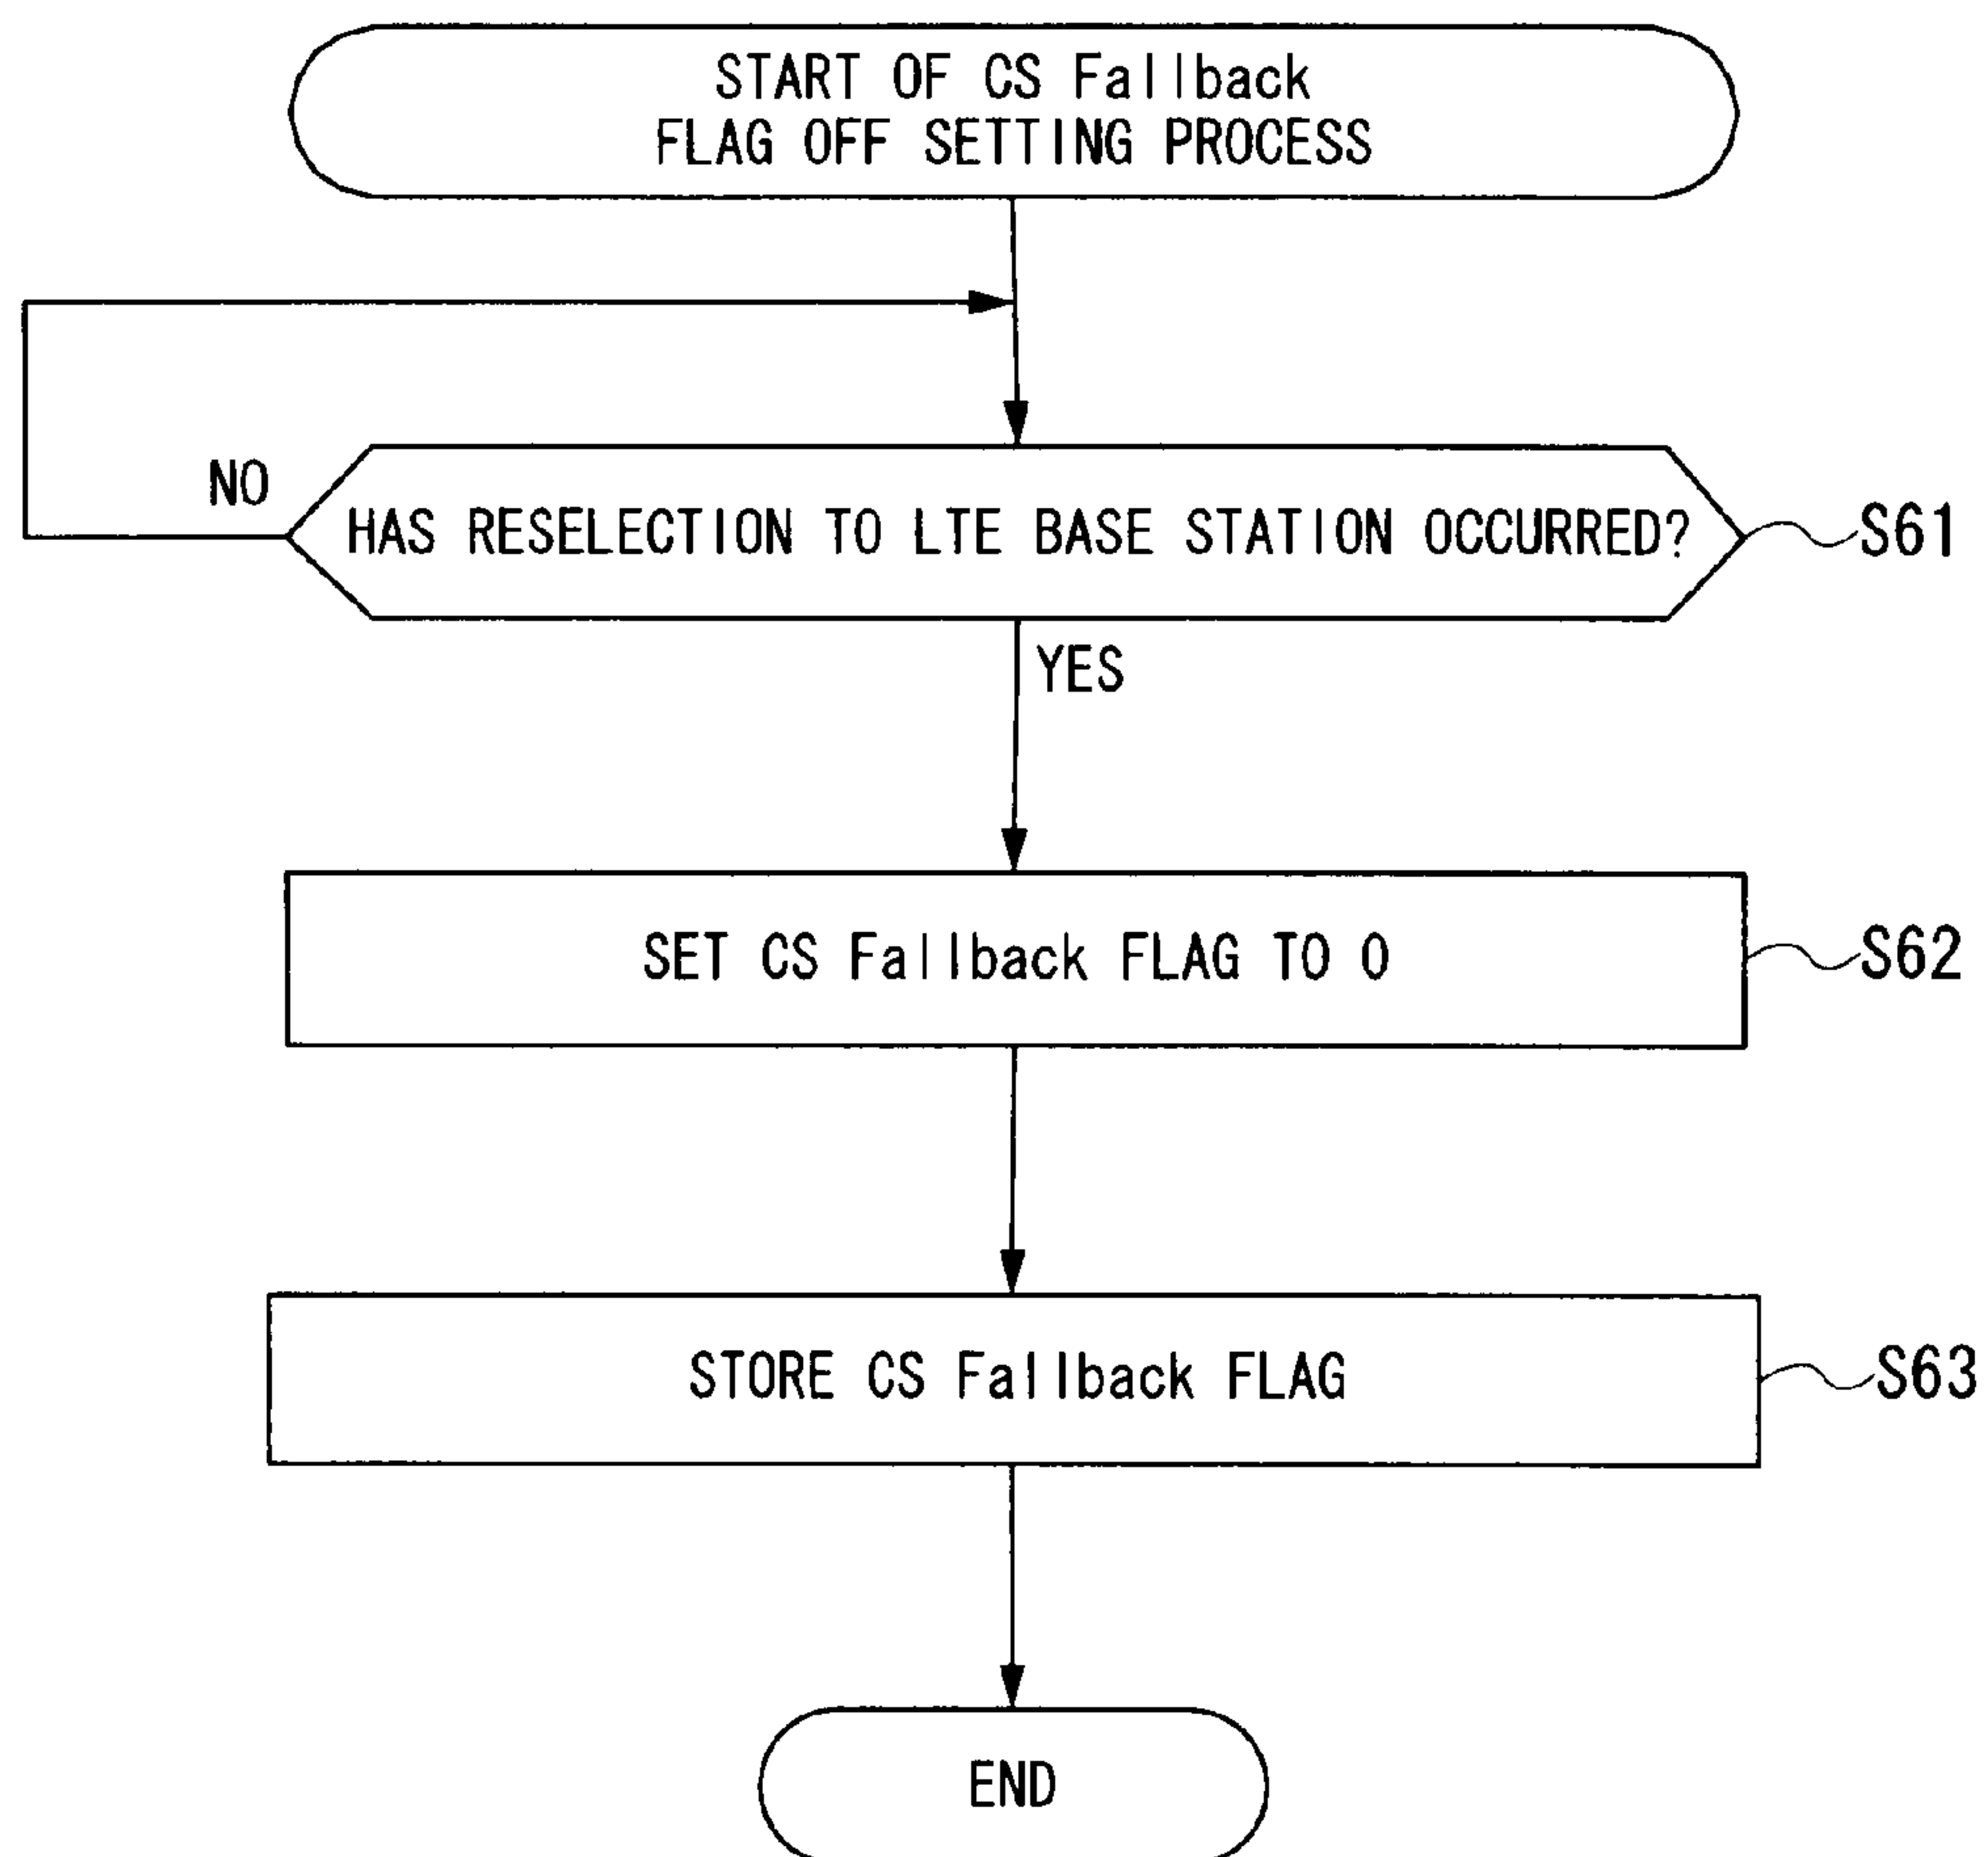 START OF CS Fallback
FLAG OFF SETTING PROCESS
NO
HAS RESELECTION TO LTE BASE STATION OCCURRED?
S61
YES
SET CS Fallback FLAG TO 0
S62
STORE CS Fallback FLAG
S63
END